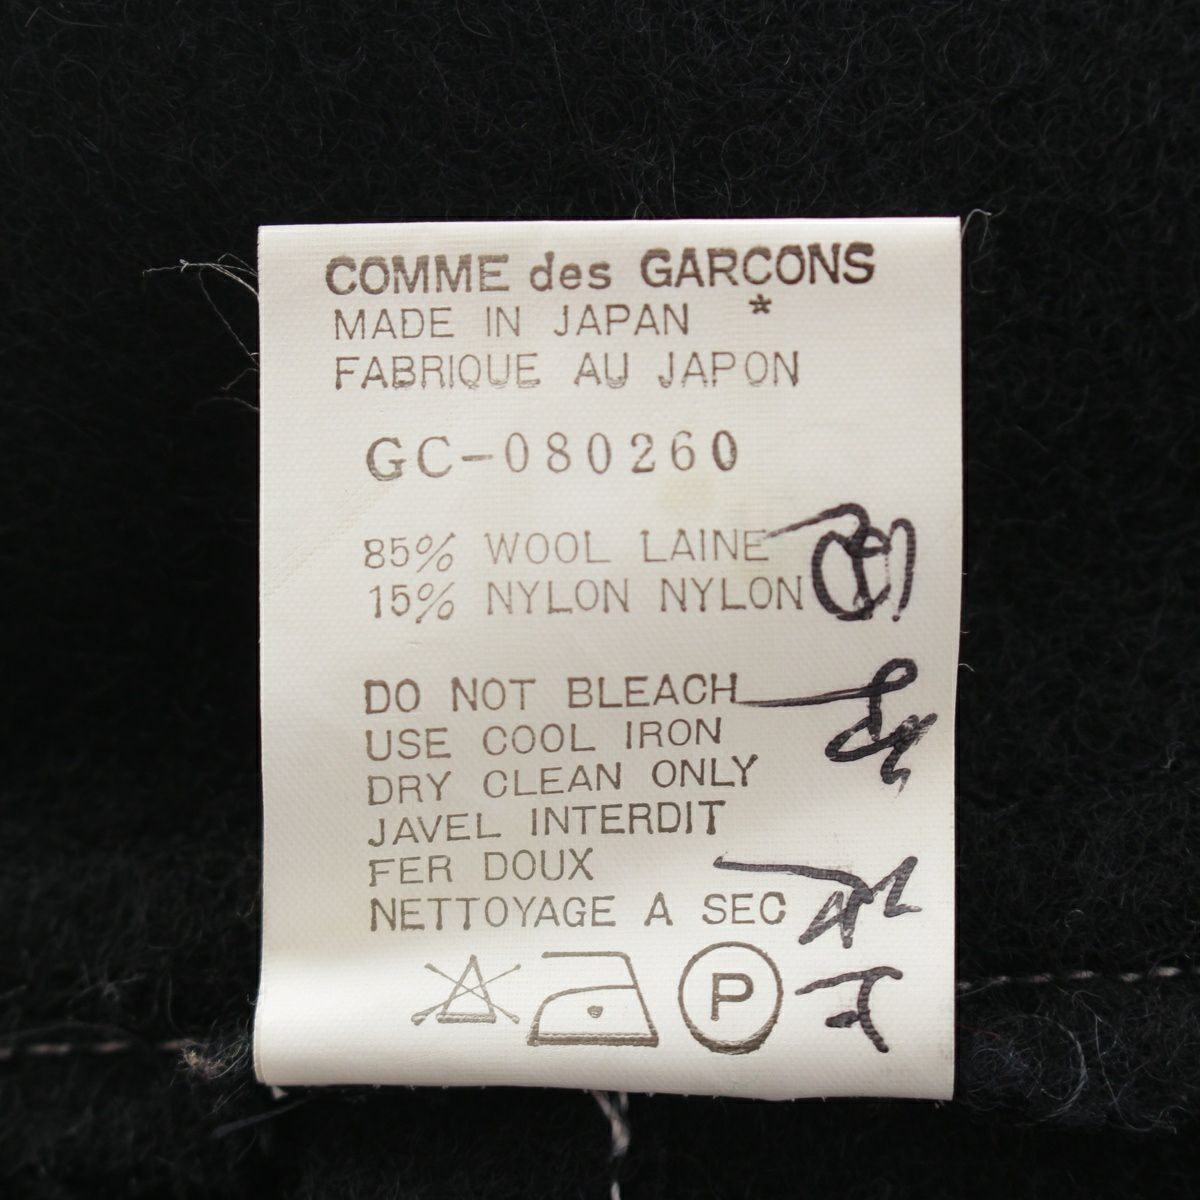 COMME des GARCONS
*
MADE IN JAPAN
FABRIQUE AU JAPON
GC-080260
85% WOOL LAINE
15% NYLON NYLON
DO NOT BLEACH
USE COOL IRON
DRY CLEAN ONLY
JAVEL INTERDIT
FER DOUX
NETTOYAGE A SEC
P